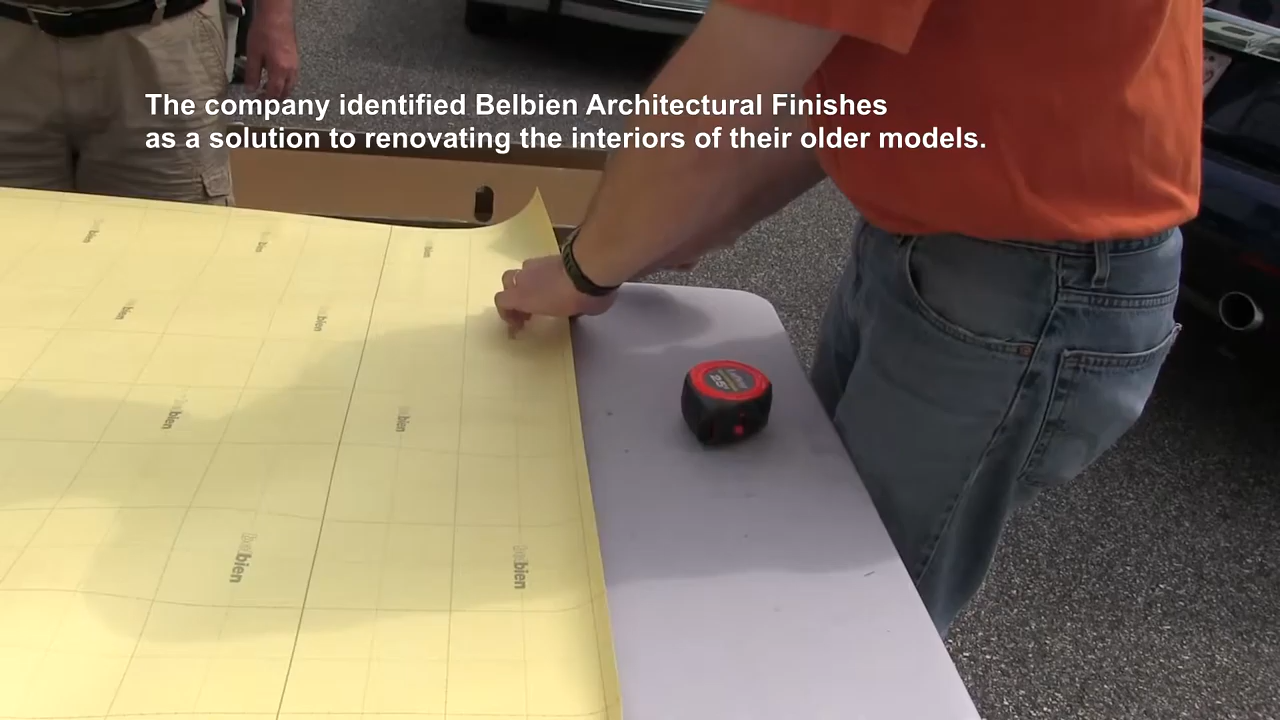 The company identified Belbien Architectural Finishes
as a solution to renovating the interiors of their older models.
bien
bien
bien
bien
bien
bien
bien